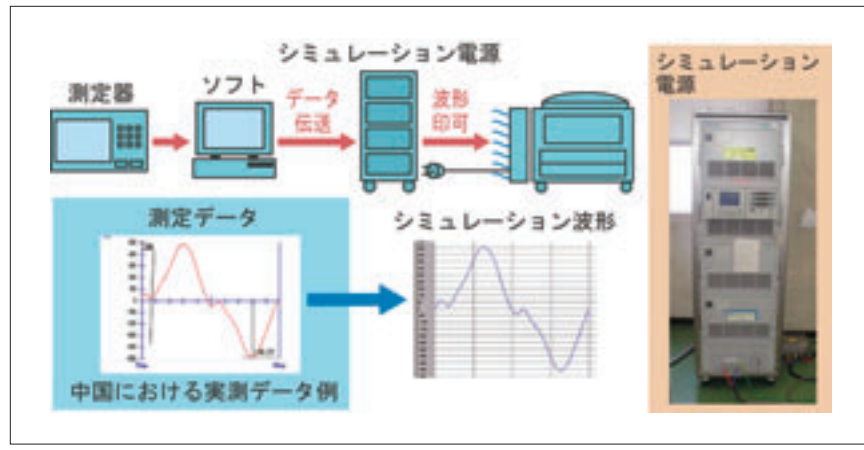 シミュレーション電源
測定器
ソフト
データ
伝送
波形
印可
測定データ
シミュレーション波形
中国における実測データ例
シミュレーション
電源